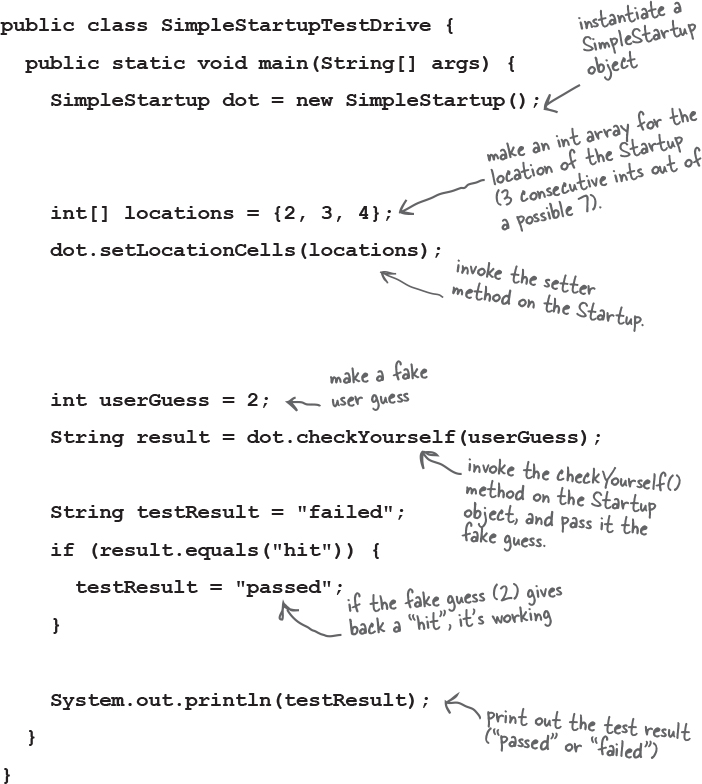 public class SimpleStartupTestDrive {
instantiate a
SimpleStartup
object
public static void main(String[] args) {
SimpleStartup dot = new SimpleStartup();
make an int array for the
location of the Startup
(3 consecutive ints out of
a possible 7).
int[] locations = {2, 3, 4};
dot.setLocationCells(locations);
invoke the setter
method on the Startup.
make a fake
user guess
int userGuess = 2;
String result = dot.checkYourself(userGuess);
invoke the checkYourself()
method on the Startup
object, and pass it the
fake guess.
String testResult = "failed";
if (result.equals("hit")) {
testResult = "passed";
if the fake guess (2) gives
back a “hit”, it’s working
}
System.out.println(testResult);
print out the test result
(“passed” or “failed”)
}
}